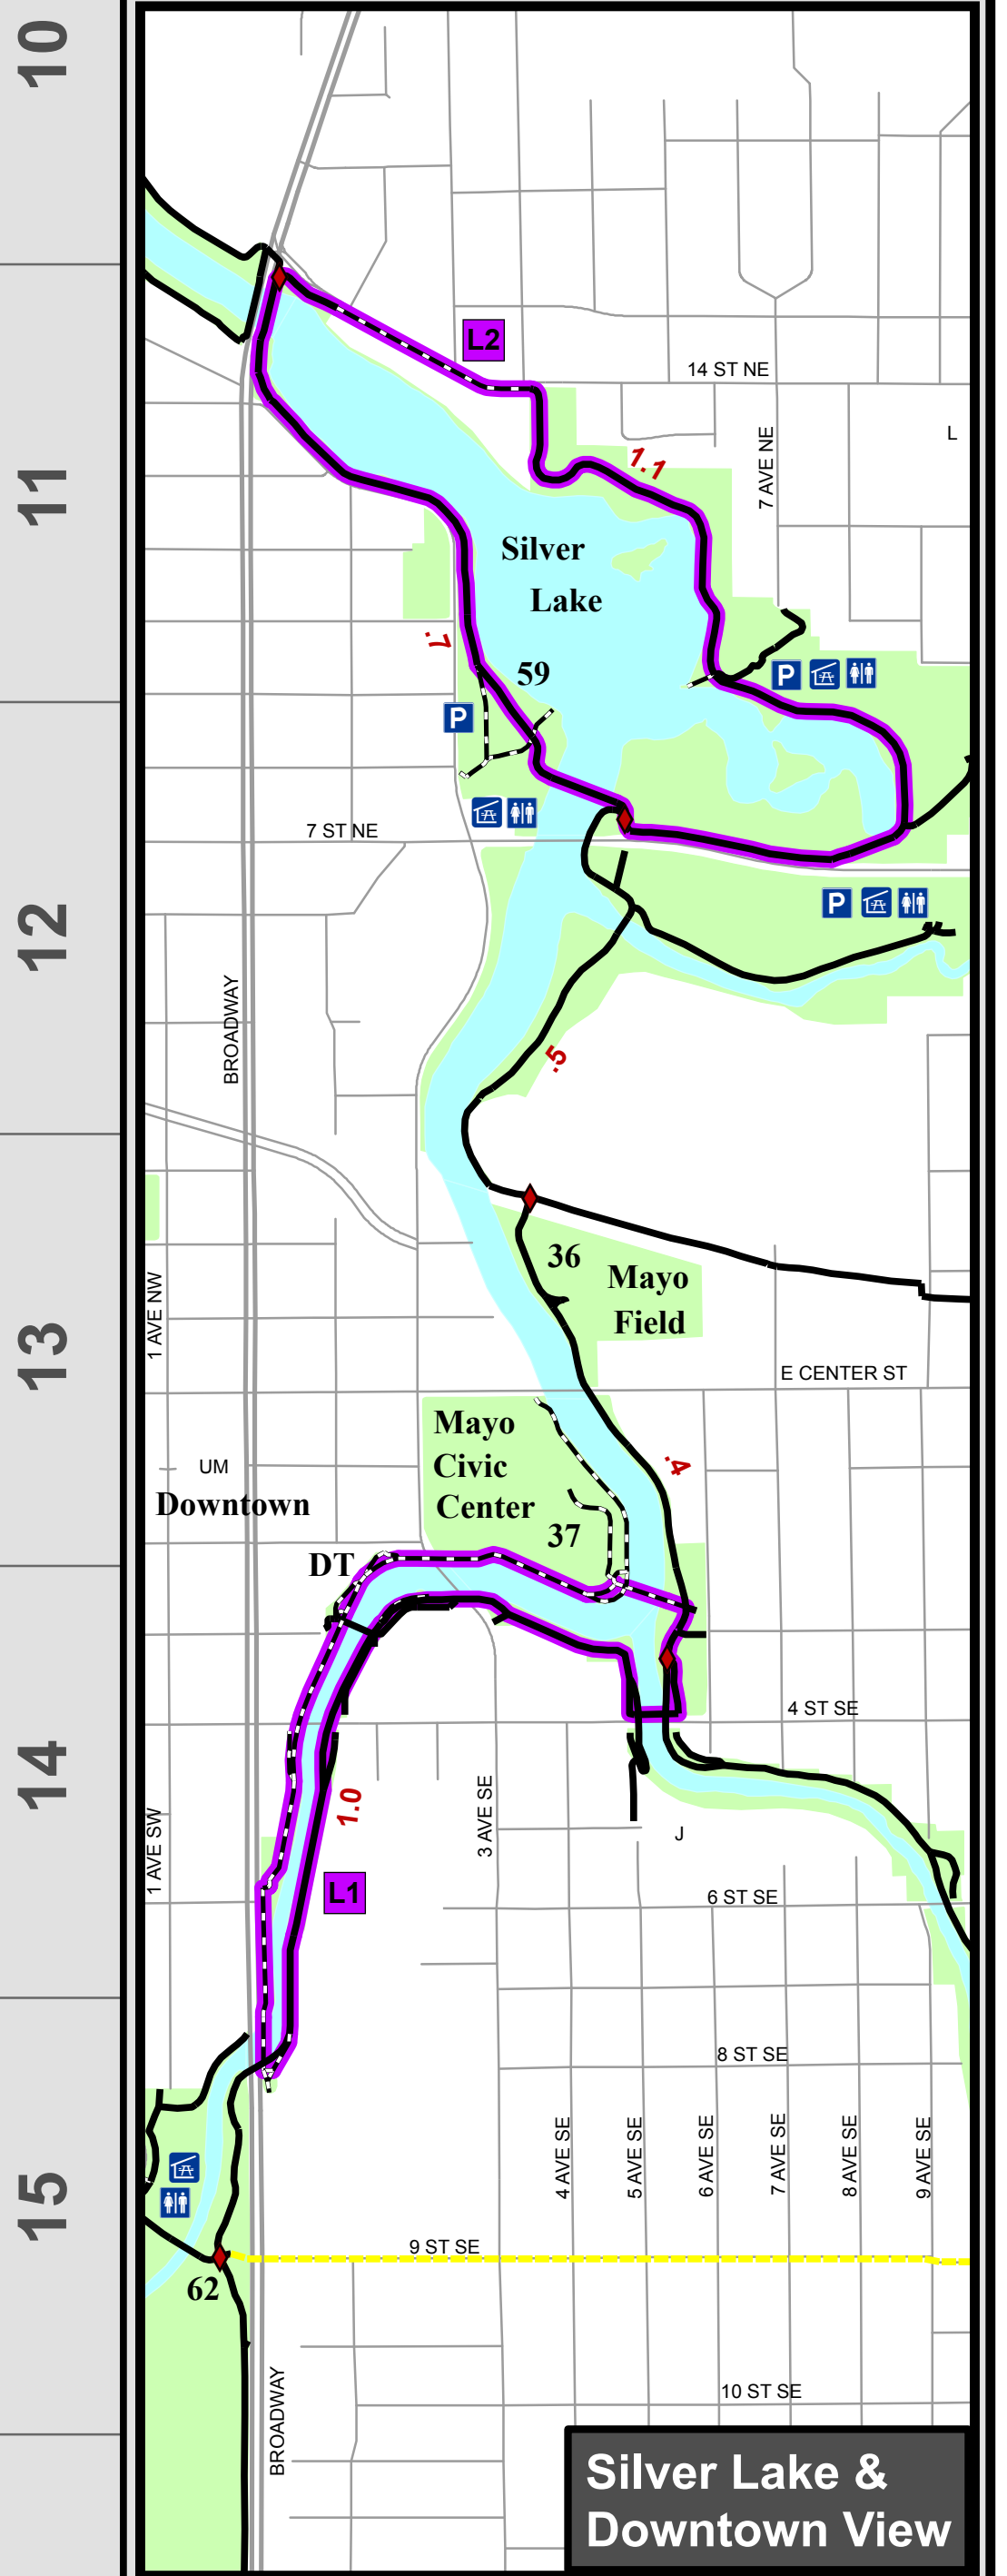 10
L2
14 ST NE
7 AVE NE
L
11
1.1
Silver
Lake
.7
59
P
P
7 ST NE
12
P
BROADWAY
.5
13
36
Mayo
Field
1 AVE NW
E CENTER ST
Mayo
Civic
Center
.4
UM
Downtown
37
DT
4 ST SE
14
1.0
3 AVE SE
J
1 AVE SW
L1
6 ST SE
8 ST SE
15
4 AVE SE
5 AVE SE
6 AVE SE
7 AVE SE
8 AVE SE
9 AVE SE
9 ST SE
62
BROADWAY
10 ST SE
Silver Lake &
Downtown View